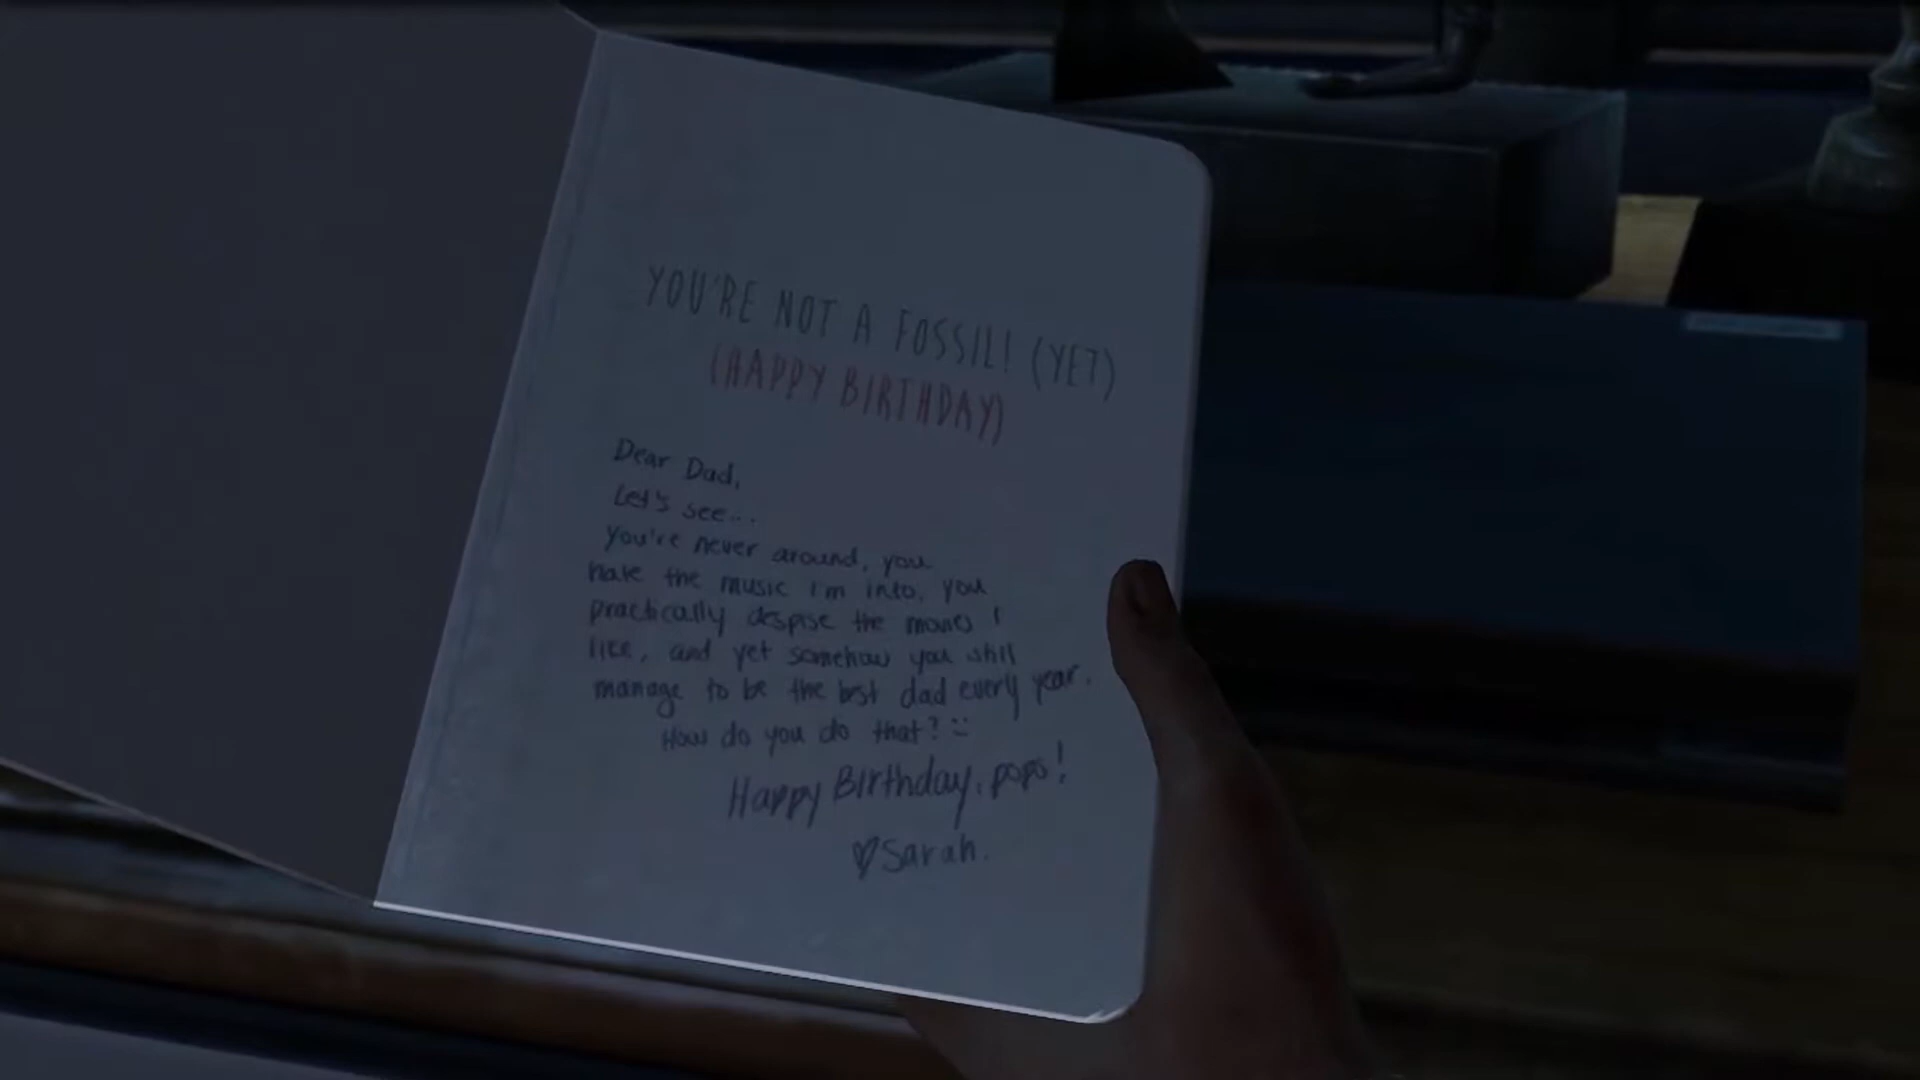 YOU'RE NOT A FOSSIL! (YET)
(HAPPY BIRTHDAY)
Dear Dad,
Let's see...
you're never around, you
hate the music I'm into, you
practically despise the movies I
like, and yet somehow you still
manage to be the best dad every year.
How do you do that? :)
Happy Birthday, pops!
♡ Sarah.